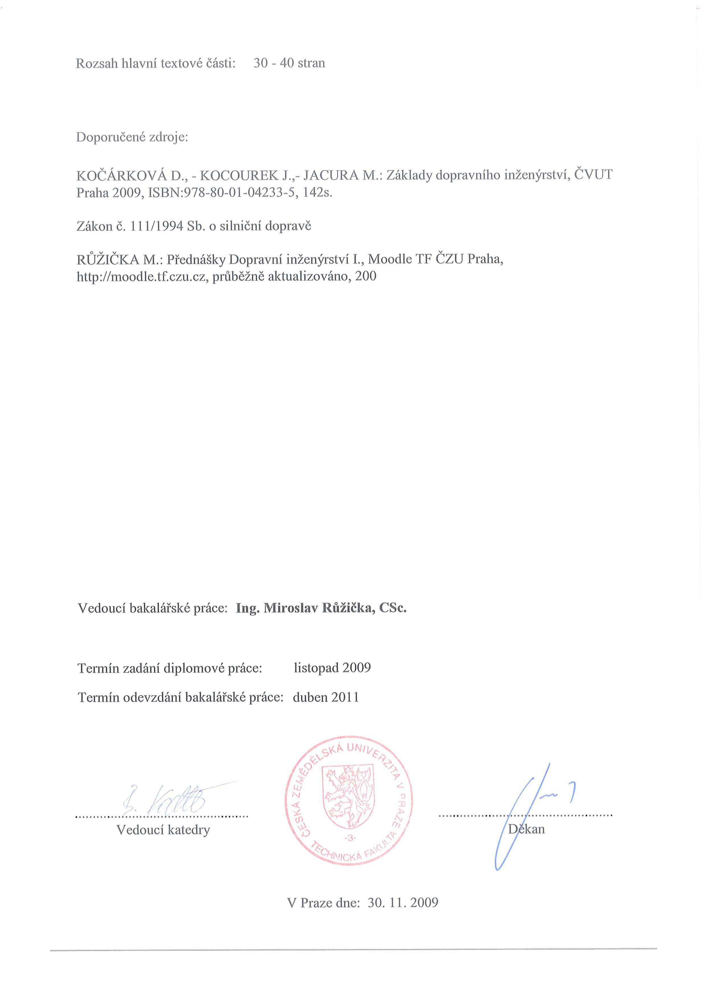 Rozsah hlavní textové části: 30 - 40 stran
Doporučené zdroje:
KOČÁRKOVÁ D., - KOCOUREK J.,- JACURA M.: Základy dopravního inženýrství, ČVUT
Praha 2009, ISBN:978-80-01-04233-5, 142s.
Zákon č. 111/1994 Sb. o silniční dopravě
RŮŽIČKA M.: Přednášky Dopravní inženýrství I., Moodle TF ČZU Praha,
http://moodle.tf.czu.cz, průběžně aktualizováno, 200
Vedoucí bakalářské práce: Ing. Miroslav Růžička, CSc.
Termín zadání diplomové práce: listopad 2009
Termín odevzdání bakalářské práce: duben 2011
ČESKÁ ZEMĚDĚLSKÁ UNIVERZITA V PRAZE
-3-
TECHNICKÁ FAKULTA
Vedoucí katedry
Děkan
V Praze dne: 30. 11. 2009